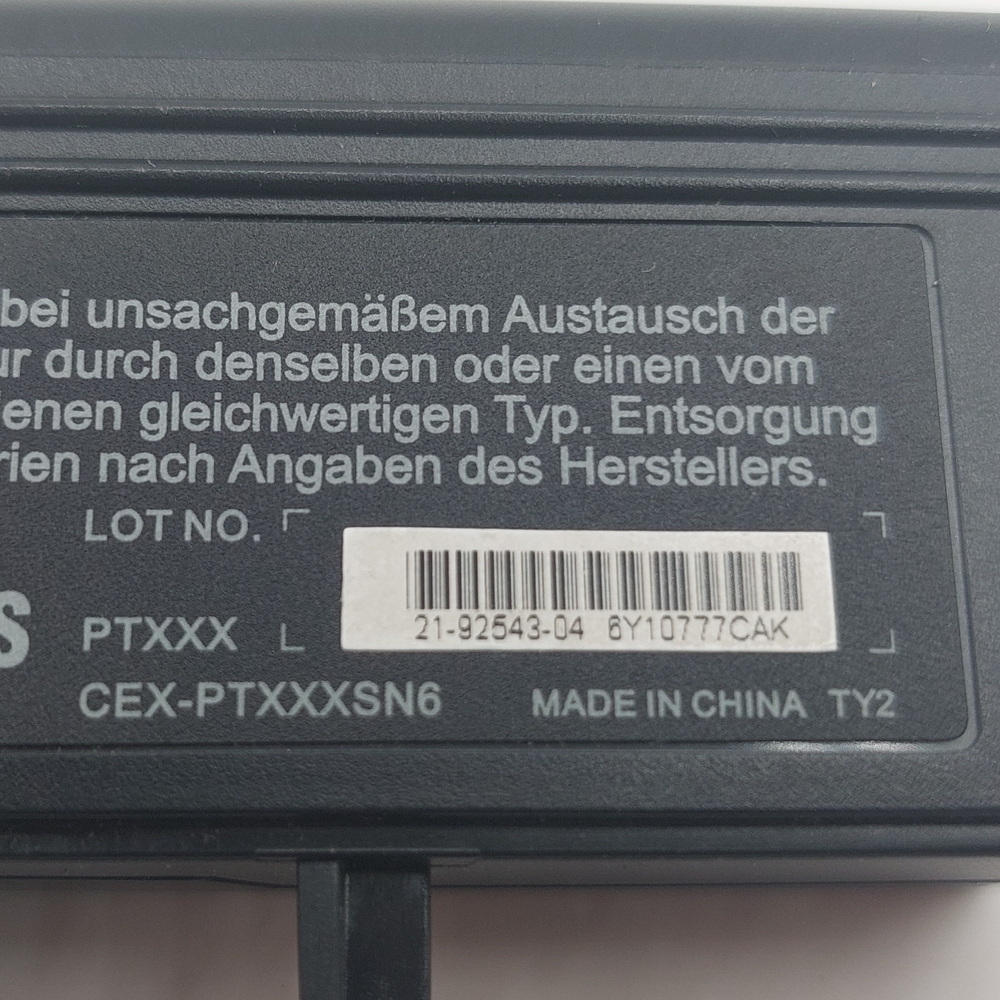 bei unsachgemäßem Austausch der
ur durch denselben oder einen vom
ienen gleichwertigen Typ. Entsorgung
rien nach Angaben des Herstellers.
LOT NO.
21-92543-04 6Y10777CAK
S PTXXX
CEX-PTXXXSN6 MADE IN CHINA TY2